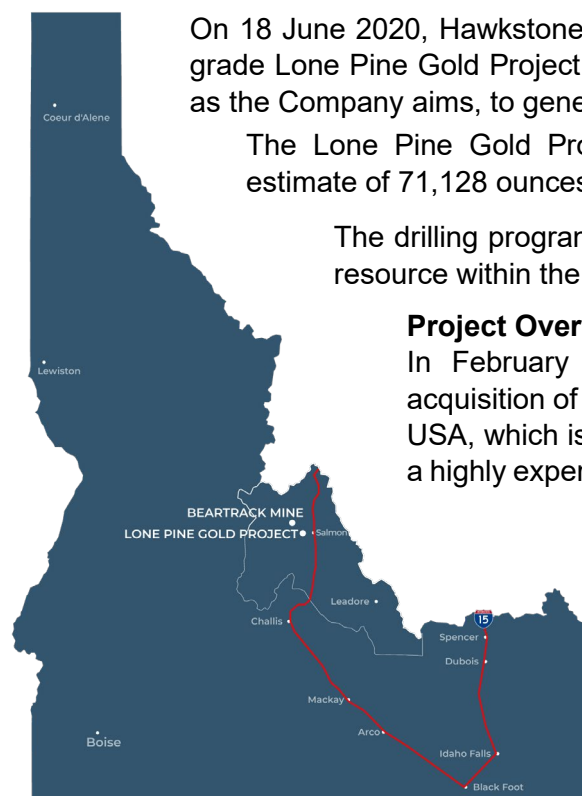 On 18 June 2020, Hawkstone
grade Lone Pine Gold Project
as the Company aims, to gene
The Lone Pine Gold Pro
estimate of 71,128 ounces
The drilling program
resource within the
Project Over
In February
acquisition of
USA, which is
a highly exper
Coeur d'Alene
Lewiston
BEARTRACK MINE
LONE PINE GOLD PROJECT
Salmon
Leadore
Challis
15
Spencer
Dubois
Mackay
Arco
Boise
Idaho Falls
Black Foot